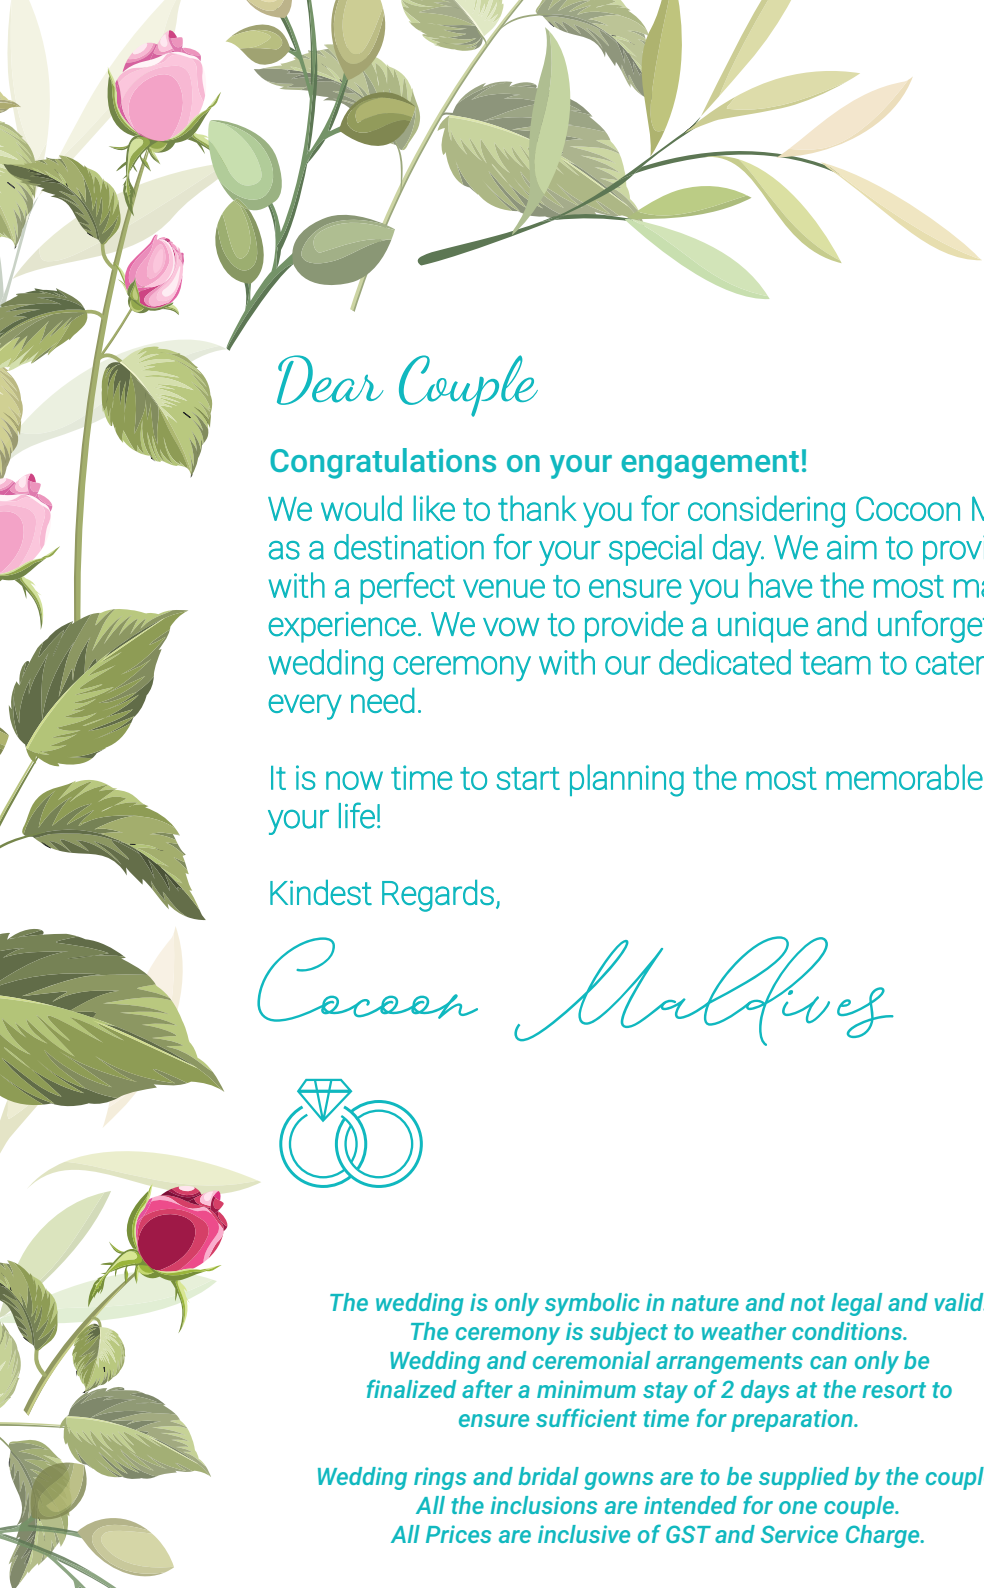 Dear Couple
Congratulations on your engagement!
We would like to thank you for considering Cocoon
as a destination for your special day. We aim to
with a perfect venue to ensure you have the most
experience. We vow to provide a unique and
wedding ceremony with our dedicated team to cater
every need.
It is now time to start planning the most memorable
your life!
Kindest Regards,
Cocoon Maldives
The wedding is only symbolic in nature and not legal and valid.
The ceremony is subject to weather conditions.
Wedding and ceremonial arrangements can only be
finalized after a minimum stay of 2 days at the resort to
ensure sufficient time for preparation.
Wedding rings and bridal gowns are to be supplied by the
All the inclusions are intended for one couple.
All Prices are inclusive of GST and Service Charge.